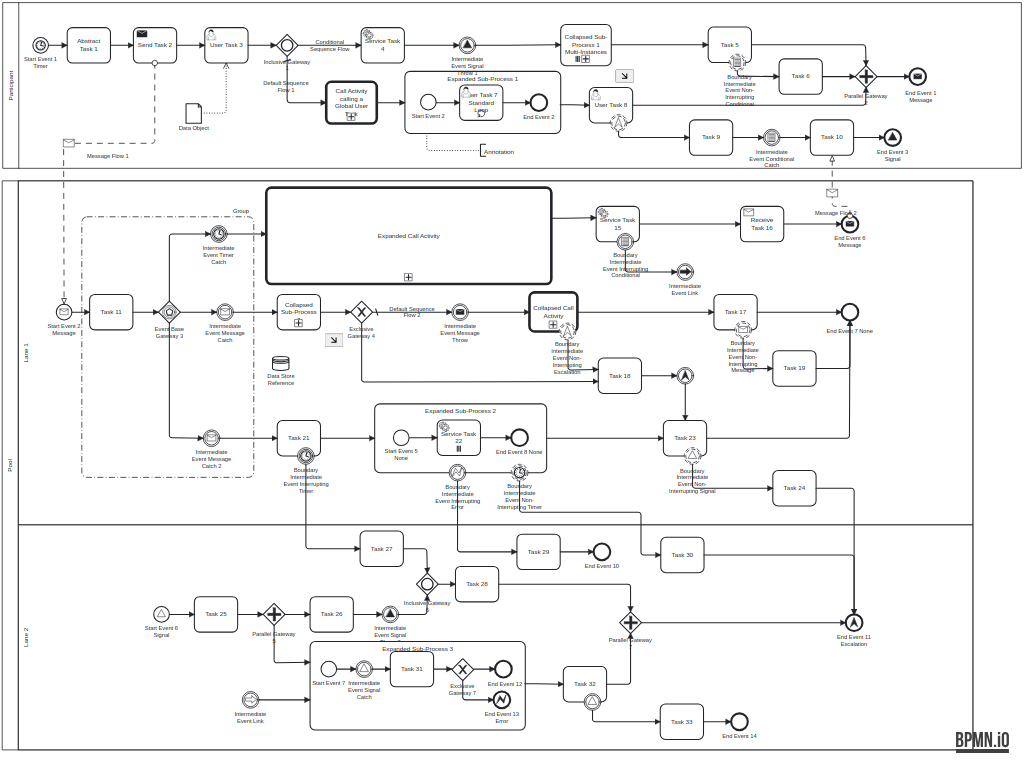 Participant
Start Event 1
Timer
Abstract
Task 1
Send Task 2
User Task 3
Inclusive Gateway
1
Conditional
Sequence Flow
Default Sequence
Flow 1
Service Task
4
Intermediate
Event Signal
Throw 1
Collapsed Sub-
Process 1
Multi-Instances
Task 5
Boundary
Intermediate
Event Non-
Interrupting
Conditional
Task 6
Parallel Gateway
End Event 1
Message
Data Object
Message Flow 1
Call Activity
calling a
Global User
Expanded Sub-Process 1
Start Event 2
User Task 7
Standard
Loop
End Event 2
Annotation
User Task 8
Task 9
Intermediate
Event Conditional
Catch
Task 10
End Event 3
Signal
Message Flow 2
Pool
Lane 1
Group
Intermediate
Event Timer
Catch
Expanded Call Activity
Service Task
15
Boundary
Intermediate
Event Interrupting
Conditional
Intermediate
Event Link
Receive
Task 16
End Event 6
Message
Start Event 2
Message
Task 11
Event Base
Gateway 3
Intermediate
Event Message
Catch
Collapsed
Sub-Process
Exclusive
Gateway 4
Default Sequence
Flow 2
Intermediate
Event Message
Throw
Collapsed Call
Activity
Boundary
Intermediate
Event Non-
Interrupting
Escalation
Task 17
Boundary
Intermediate
Event Non-
Interrupting
Message
End Event 7 None
Task 18
Task 19
Data Store
Reference
Intermediate
Event Message
Catch 2
Task 21
Boundary
Intermediate
Event Interrupting
Timer
Expanded Sub-Process 2
Start Event 5
None
Service Task
22
End Event 8 None
Boundary
Intermediate
Event Interrupting
Error
Boundary
Intermediate
Event Non-
Interrupting Timer
Task 23
Boundary
Intermediate
Event Non-
Interrupting Signal
Task 24
Lane 2
Task 27
Task 29
End Event 10
Task 30
Inclusive Gateway
Task 28
Start Event 6
Signal
Task 25
Parallel Gateway
Task 26
Intermediate
Event Signal
Parallel Gateway
End Event 11
Escalation
Expanded Sub-Process 3
Start Event 7
Intermediate
Event Signal
Catch
Task 31
Exclusive
Gateway 7
End Event 12
End Event 13
Error
Intermediate
Event Link
Task 32
Task 33
End Event 14
BPMN.iO